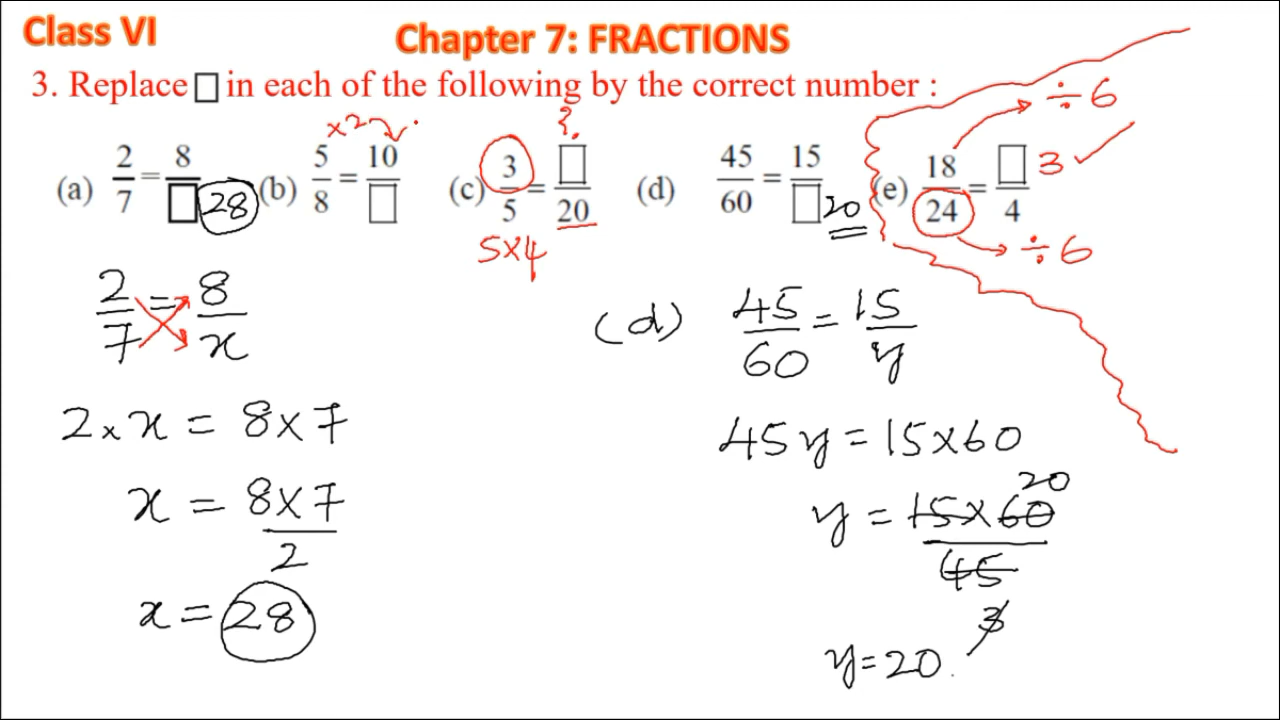 Class VI
Chapter 7: FRACTIONS
3. Replace □ in each of the following by the correct number :
(a) 2/7 = 8/□ 28 (b) 5/8 = 10/□ ×2 (c) 3/5 = □/20 ? (d) 45/60 = 15/□ 20 (e) 18/24 = □/4 3 ✓
÷6
5×4
÷6
2/7 = 8/x
2 × x = 8×7
x = 8×7/2
x = 28
(d) 45/60 = 15/y
45y = 15×60
y = 15×60/45
20
3
y = 20.